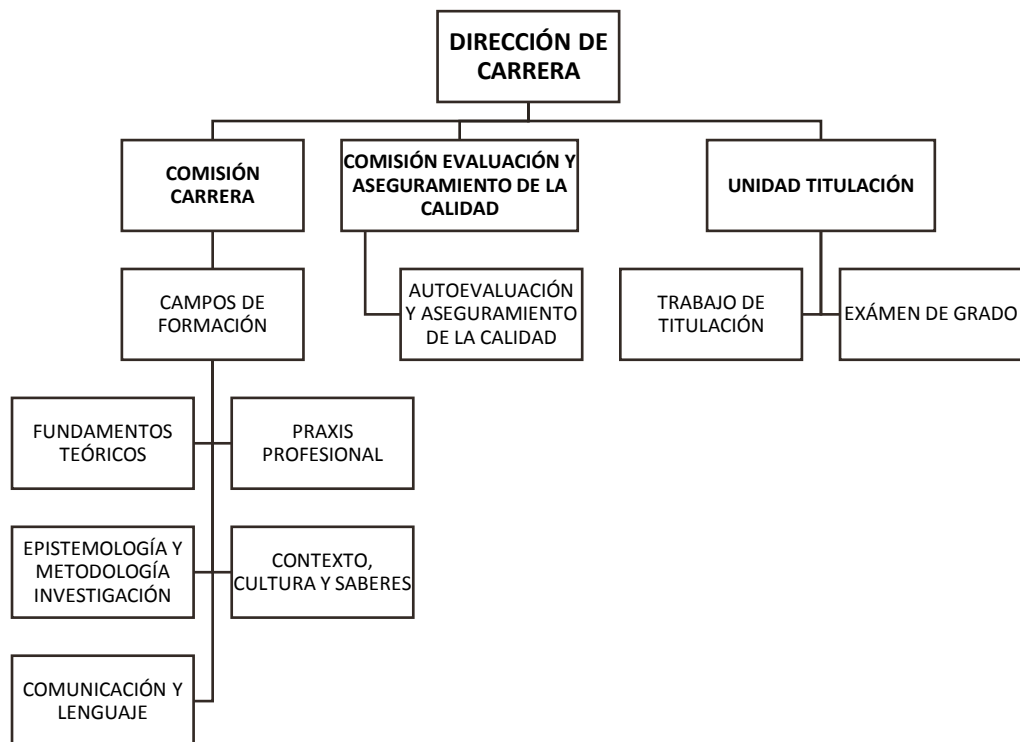 DIRECCIÓN DE
CARRERA
COMISIÓN
CARRERA
COMISIÓN EVALUACIÓN Y
ASEGURAMIENTO DE LA
CALIDAD
UNIDAD TITULACIÓN
CAMPOS DE
FORMACIÓN
AUTOEVALUACIÓN
Y ASEGURAMIENTO
DE LA CALIDAD
TRABAJO DE
TITULACIÓN
EXÁMEN DE GRADO
FUNDAMENTOS
TEÓRICOS
PRAXIS
PROFESIONAL
EPISTEMOLOGÍA Y
METODOLOGÍA
INVESTIGACIÓN
CONTEXTO,
CULTURA Y SABERES
COMUNICACIÓN Y
LENGUAJE